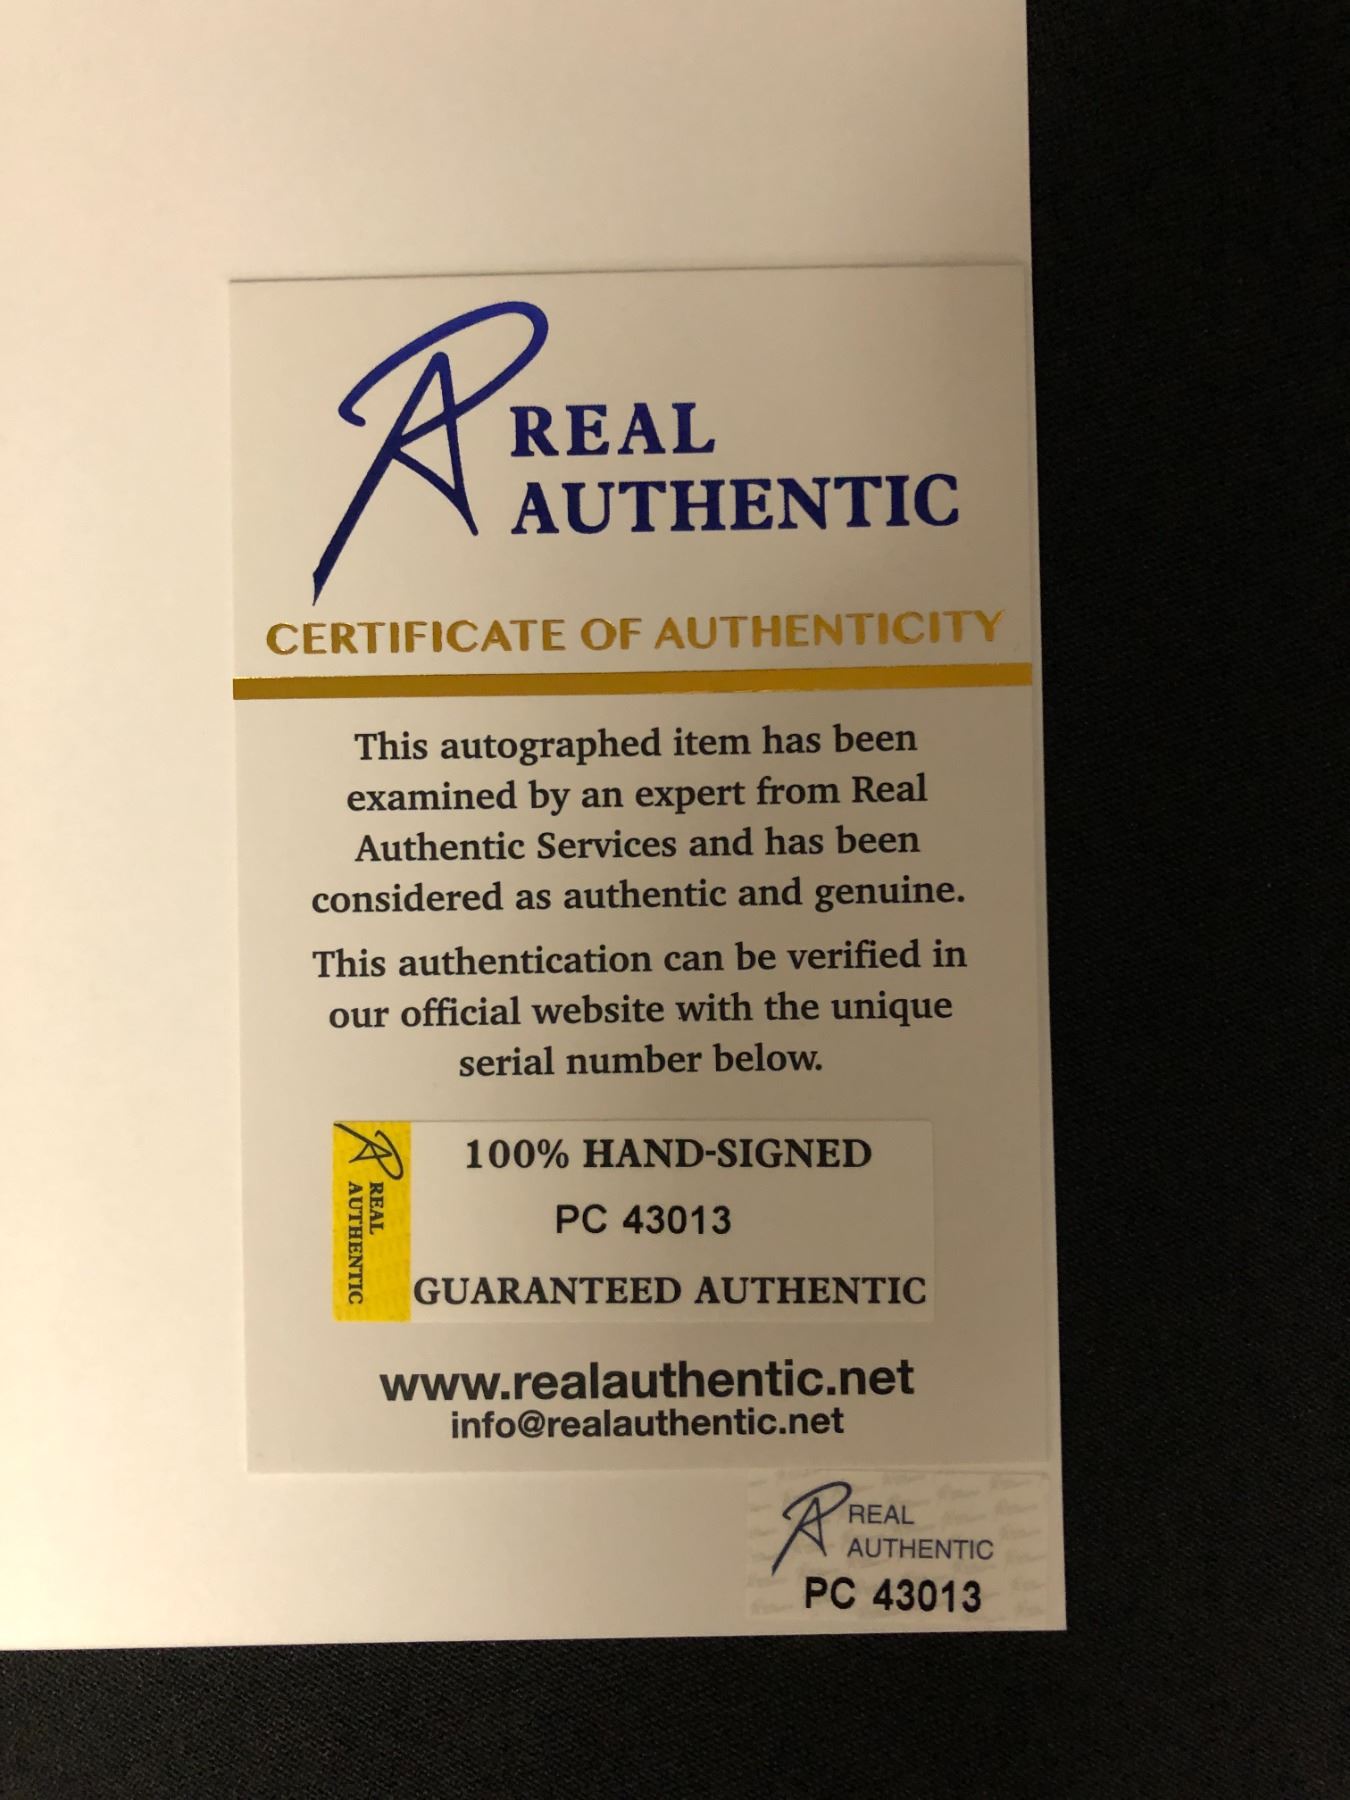 REAL
AUTHENTIC
CERTIFICATE OF AUTHENTICITY
This autographed item has been
examined by an expert from Real
Authentic Services and has been
considered as authentic and genuine.
This authentication can be verified in
our official website with the unique
serial number below.
REAL
AUTHENTIC
100% HAND-SIGNED
PC 43013
GUARANTEED AUTHENTIC
www.realauthentic.net
info@realauthentic.net
REAL
AUTHENTIC
PC 43013